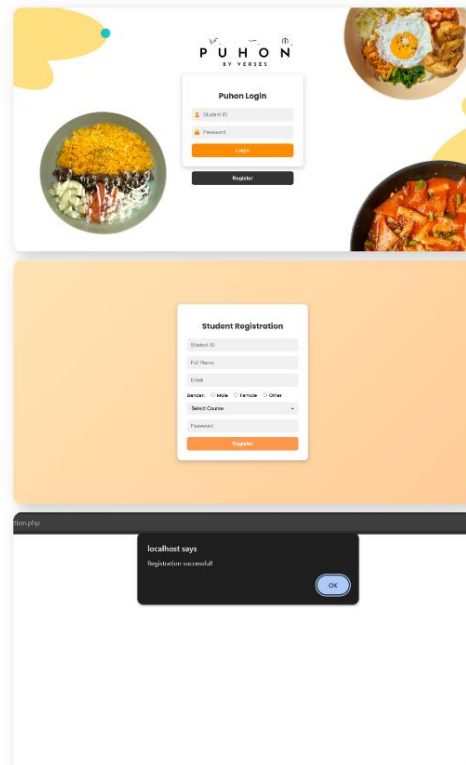 PUHON
BY VERSES
Puhon Login
Student ID
Password
Login
Register
Student Registration
Student ID
Full Name
Email
Gender: Male Female Other
Select Course
Password
Register
tion.php
localhost says
Registration successful!
OK